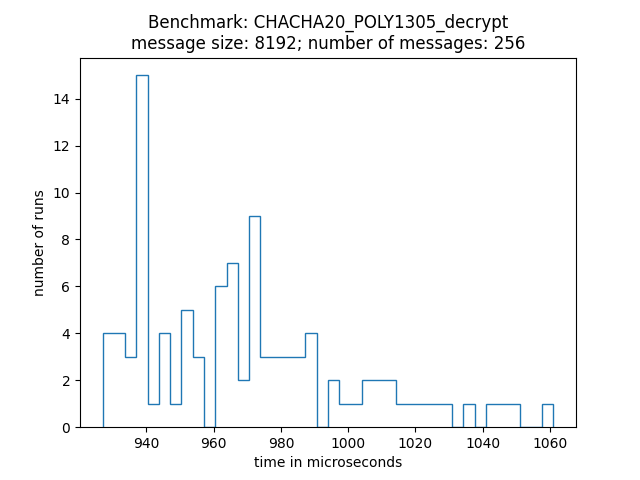 Benchmark: CHACHA20_POLY1305_decrypt
message size: 8192; number of messages: 256
14
12
10
8
6
4
2
0
number of runs
940 960 980 1000 1020 1040 1060
time in microseconds